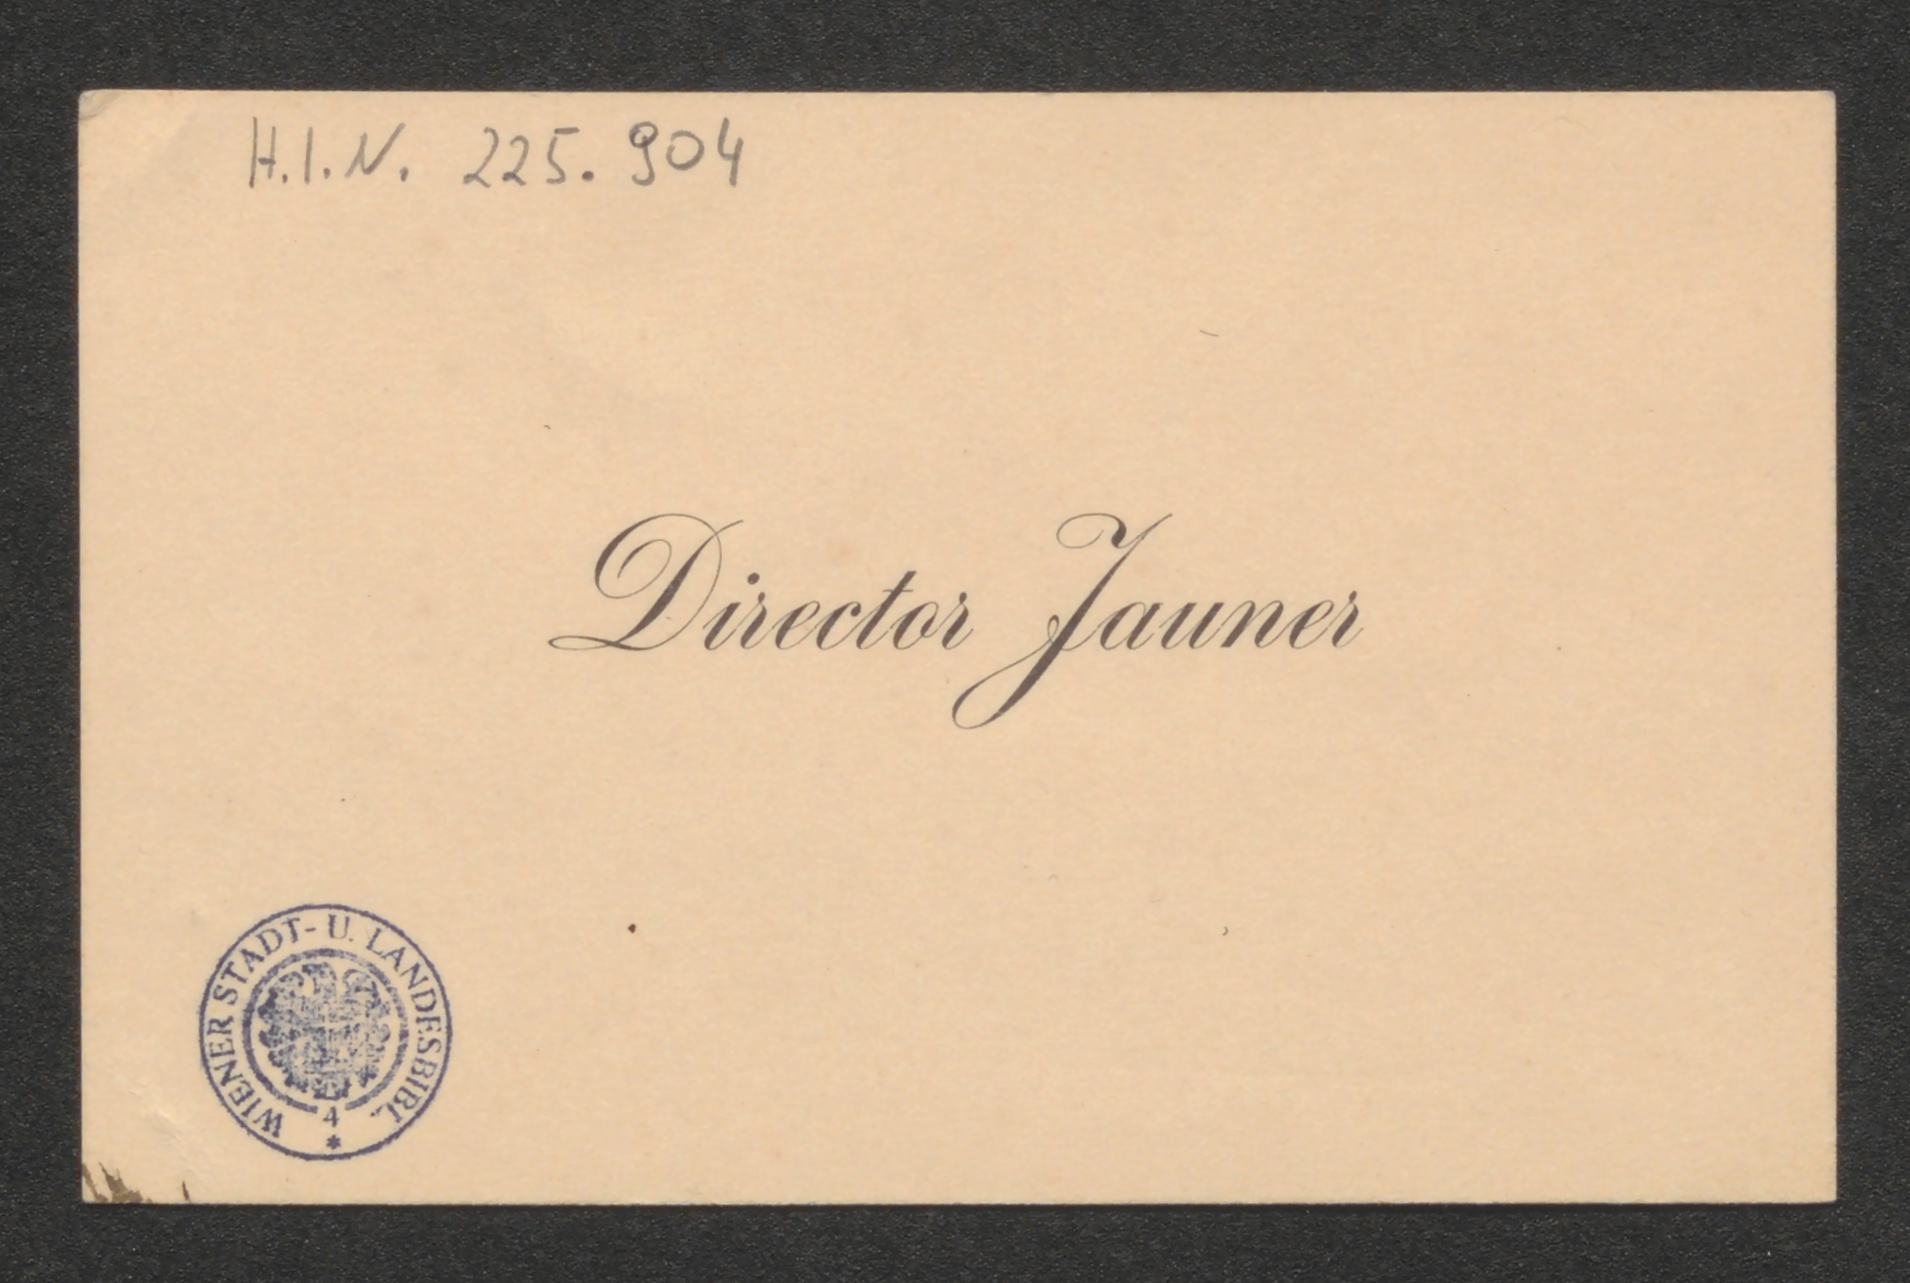 H.I.N. 225.904
Director Jauner
WIENER STADT- U. LANDESBIBL.
4
*